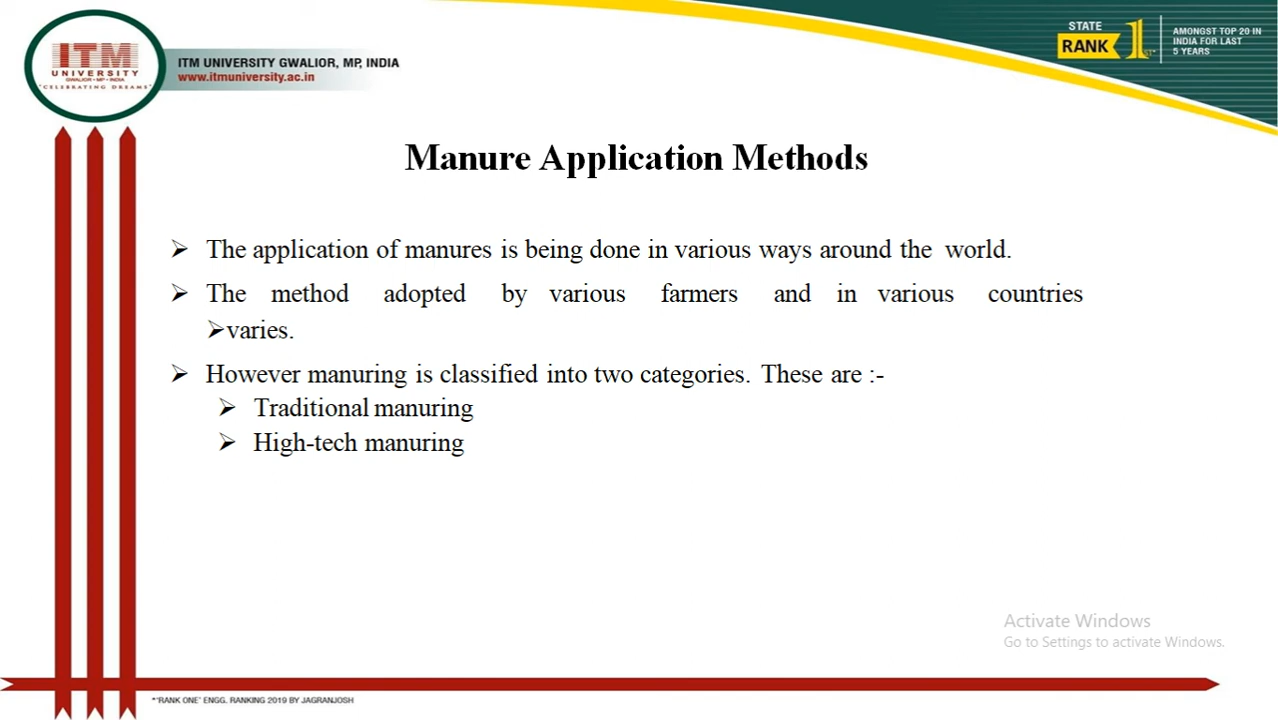 ITM
UNIVERSITY
GWALIOR • MP • INDIA
"CELEBRATING DREAMS"
ITM UNIVERSITY GWALIOR, MP, INDIA
www.itmuniversity.ac.in
STATE
RANK 1ST*
AMONGST TOP 20 IN
INDIA FOR LAST
5 YEARS
Manure Application Methods
➢ The application of manures is being done in various ways around the world.
➢ The method adopted by various farmers and in various countries
➢varies.
➢ However manuring is classified into two categories. These are :-
➢ Traditional manuring
➢ High-tech manuring
Activate Windows
Go to Settings to activate Windows.
*"RANK ONE" ENGG. RANKING 2019 BY JAGRANJOSH